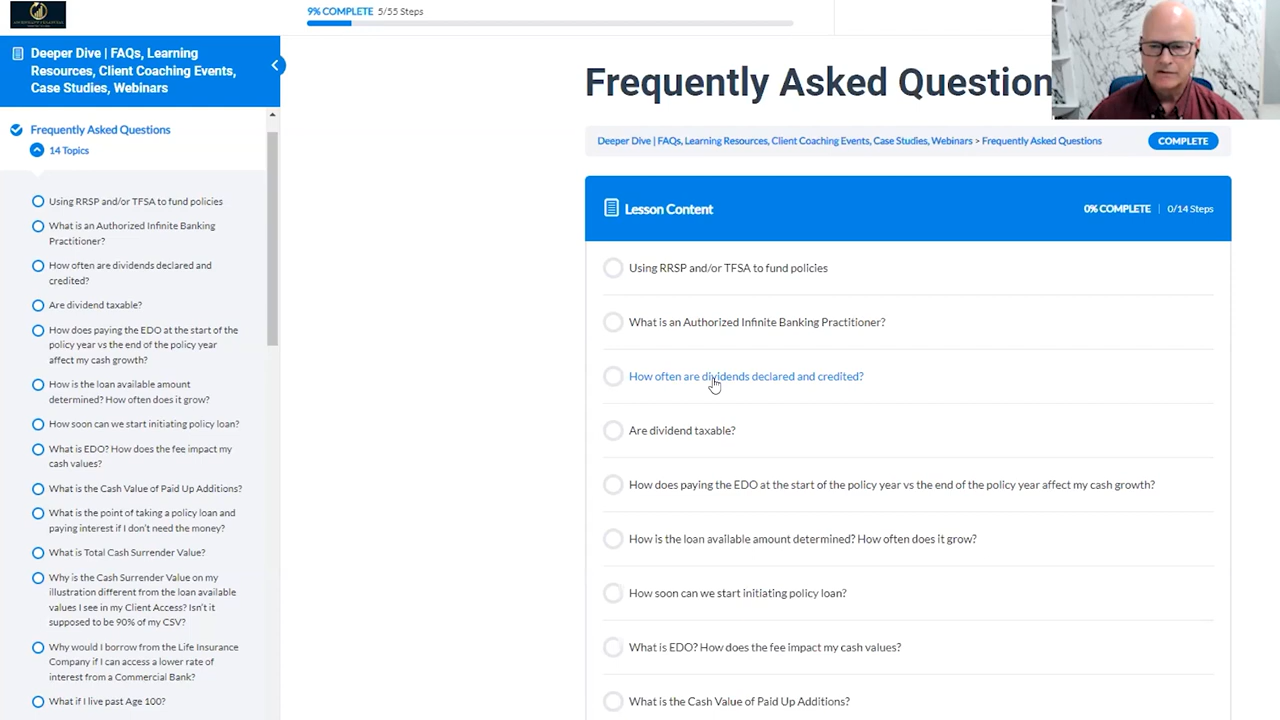 9% COMPLETE 5/55 Steps
Deeper Dive | FAQs, Learning
Resources, Client Coaching Events,
Case Studies, Webinars
Frequently Asked Questions
14 Topics
Using RRSP and/or TFSA to fund policies
What is an Authorized Infinite Banking
Practitioner?
How often are dividends declared and
credited?
Are dividend taxable?
How does paying the EDO at the start of the
policy year vs the end of the policy year
affect my cash growth?
How is the loan available amount
determined? How often does it grow?
How soon can we start initiating policy loan?
What is EDO? How does the fee impact my
cash values?
What is the Cash Value of Paid Up Additions?
What is the point of taking a policy loan and
paying interest if I don't need the money?
What is Total Cash Surrender Value?
Why is the Cash Surrender Value on my
illustration different from the loan available
values I see in my Client Access? Isn't it
supposed to be 90% of my CSV?
Why would I borrow from the Life Insurance
Company if I can access a lower rate of
interest from a Commercial Bank?
What if I live past Age 100?
Frequently Asked Question
Deeper Dive | FAQs, Learning Resources, Client Coaching Events, Case Studies, Webinars > Frequently Asked Questions
COMPLETE
Lesson Content
0% COMPLETE | 0/14 Steps
Using RRSP and/or TFSA to fund policies
What is an Authorized Infinite Banking Practitioner?
How often are dividends declared and credited?
Are dividend taxable?
How does paying the EDO at the start of the policy year vs the end of the policy year affect my cash growth?
How is the loan available amount determined? How often does it grow?
How soon can we start initiating policy loan?
What is EDO? How does the fee impact my cash values?
What is the Cash Value of Paid Up Additions?